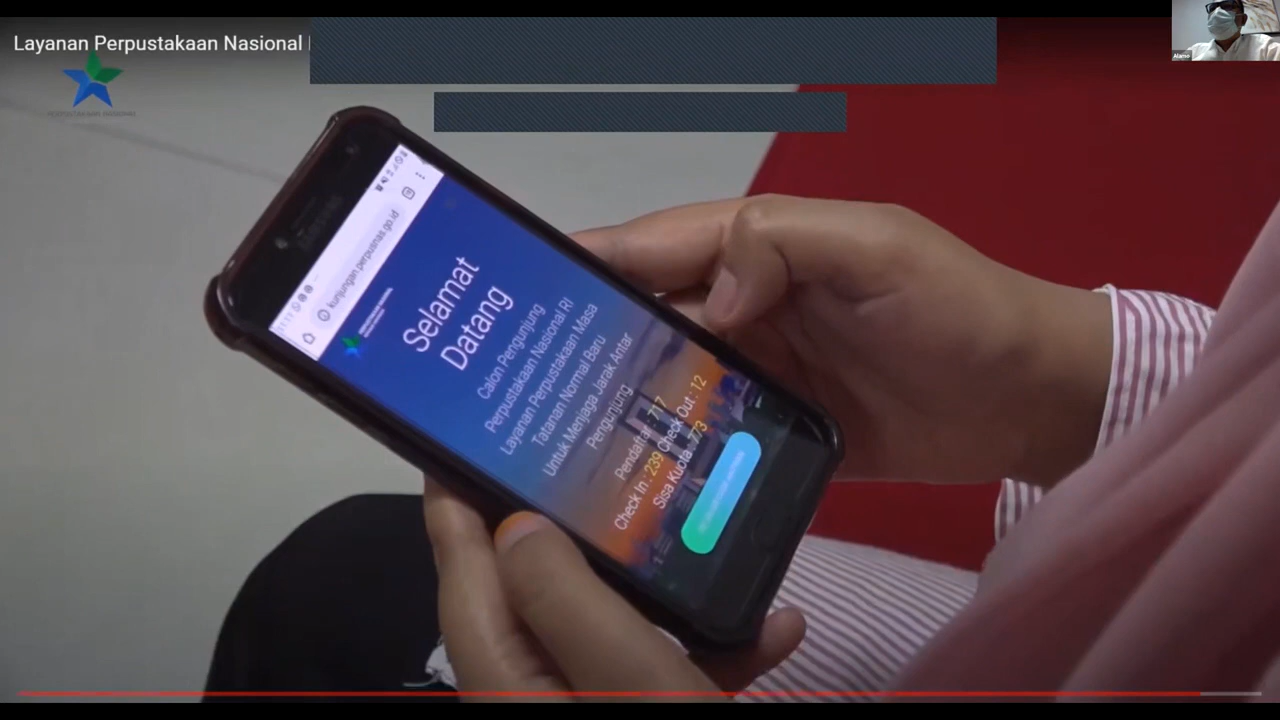 Layanan Perpustakaan Nasional
Alamo
kunjungan.perpusnas.go.id
Selamat
Datang
Calon Pengunjung
Perpustakaan Nasional RI
Layanan Perpustakaan Masa
Tatanan Normal Baru
Untuk Menjaga Jarak Antar
Pengunjung
Pendaftar : 717
Check In : 239 Check Out : 12
Sisa Kuota : 773